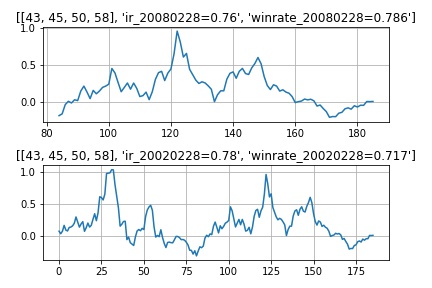 [[43, 45, 50, 58], 'ir_20080228=0.76', 'winrate_20080228=0.786']
1.0
0.5
0.0
80 100 120 140 160 180
[[43, 45, 50, 58], 'ir_20020228=0.78', 'winrate_20020228=0.717']
1.0
0.5
0.0
0 25 50 75 100 125 150 175